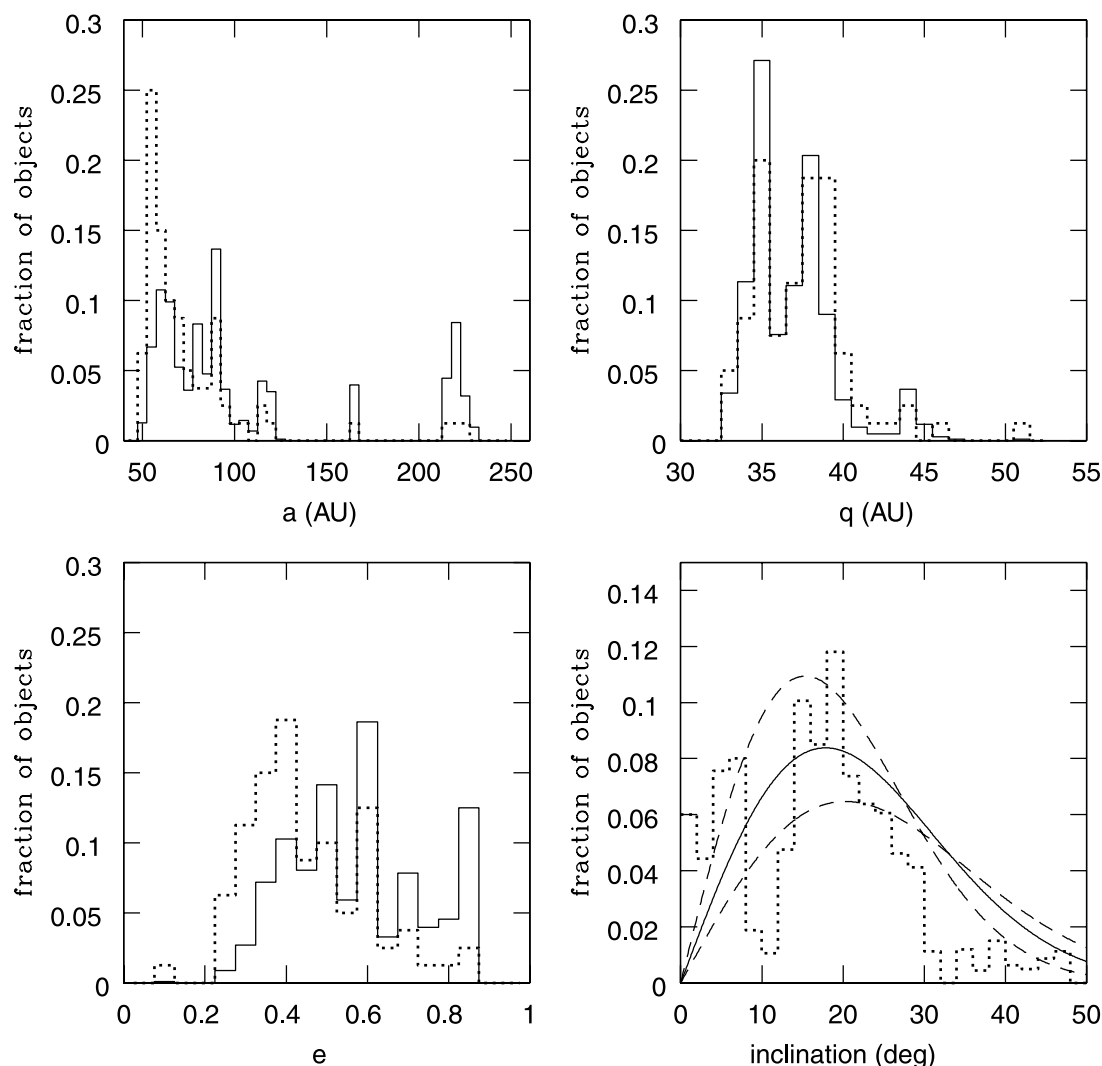 0.3
0.25
0.2
0.15
0.1
0.05
0
fraction of objects
50 100 150 200 250
a (AU)
0.3
0.25
0.2
0.15
0.1
0.05
0
fraction of objects
30 35 40 45 50 55
q (AU)
0.3
0.25
0.2
0.15
0.1
0.05
0
fraction of objects
0 0.2 0.4 0.6 0.8 1
e
0.14
0.12
0.1
0.08
0.06
0.04
0.02
0
fraction of objects
0 10 20 30 40 50
inclination (deg)